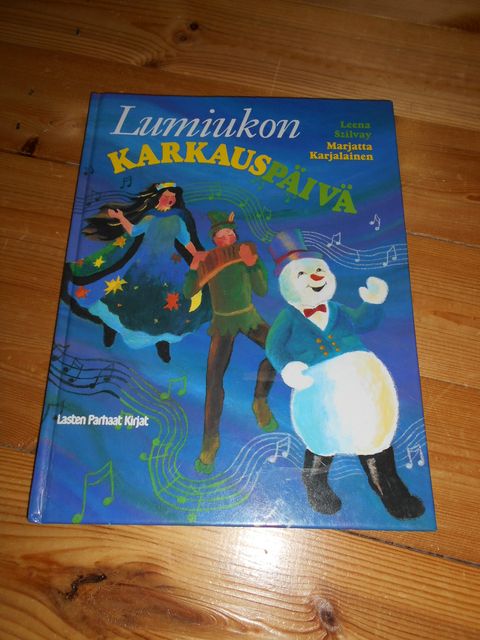 Lumiukon
KARKAUSPÄIVÄ
Leena
Szilvay
Marjatta
Karjalainen
Lasten Parhaat Kirjat